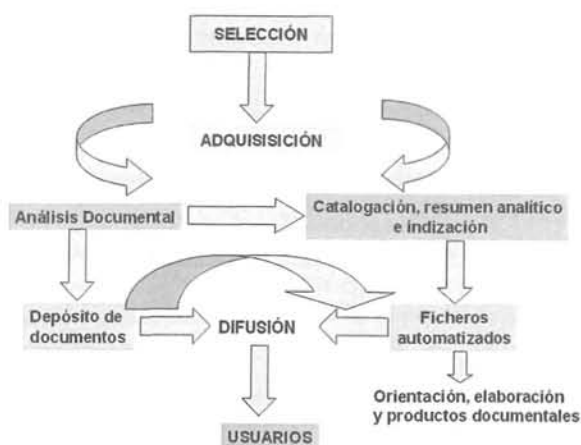 SELECCIÓN
ADQUISISICIÓN
Análisis Documental
Catalogación, resumen analítico
e indización
Depósito de
documentos
DIFUSIÓN
Ficheros
automatizados
Orientación, elaboración
y productos documentales
USUARIOS